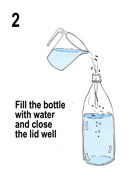 2
Fill the bottle
with water
and close
the lid well